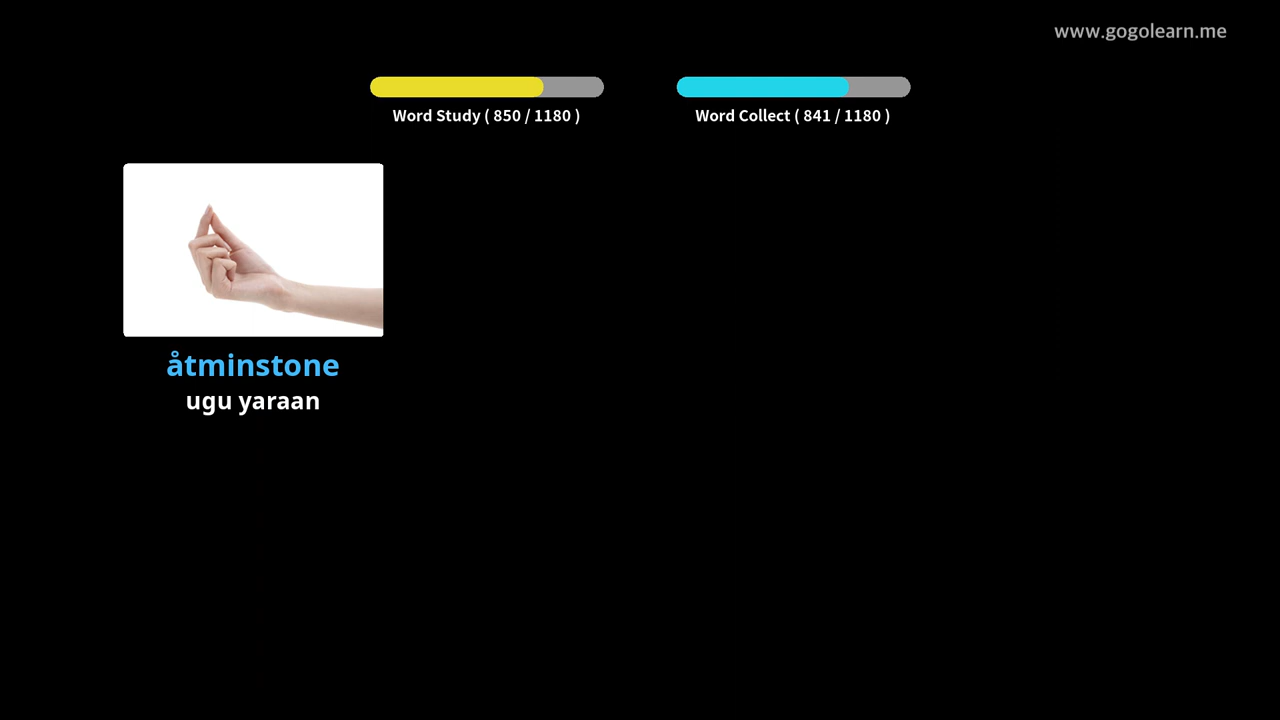 www.gogolearn.me
Word Study ( 850 / 1180 )
Word Collect ( 841 / 1180 )
åtminstone
ugu yaraan